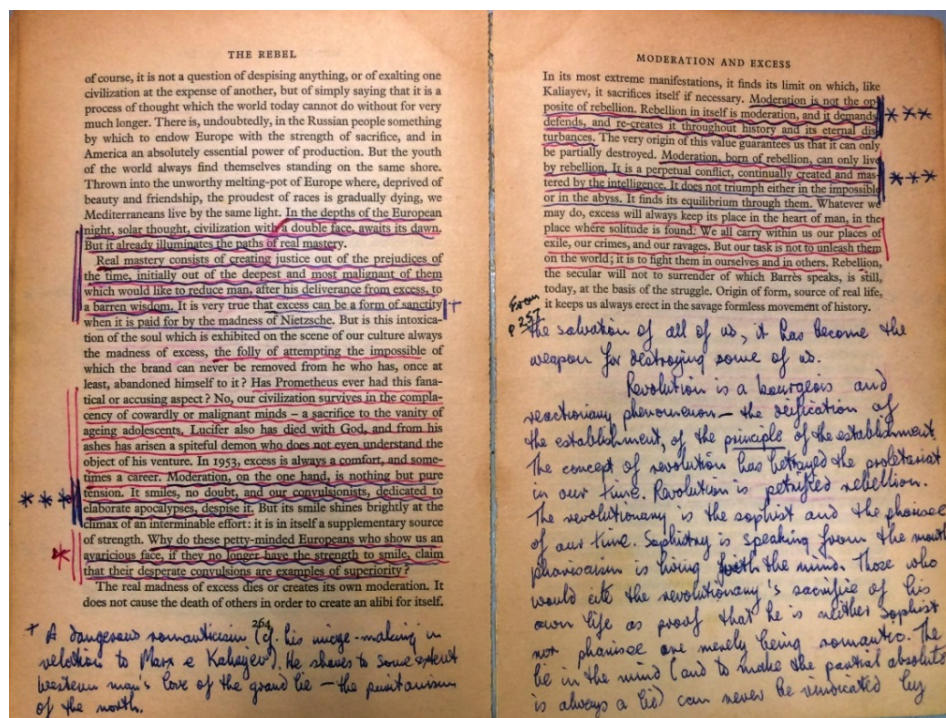 THE REBEL
of course, it is not a question of despising anything, or of exalting one
civilization at the expense of another, but of simply saying that it is a
process of thought which the world today cannot do without for very
much longer. There is, undoubtedly, in the Russian people something
by which to endow Europe with the strength of sacrifice, and in
America an absolutely essential power of production. But the youth
of the world always find themselves standing on the same shore.
Thrown into the unworthy melting-pot of Europe where, deprived of
beauty and friendship, the proudest of races is gradually dying, we
Mediterraneans live by the same light. In the depths of the European
night, solar thought, civilization with a double face, awaits its dawn.
But it already illuminates the paths of real mastery.
Real mastery consists of creating justice out of the prejudices of
the time, initially out of the deepest and most malignant of them
which would like to reduce man, after his deliverance from excess, to
a barren wisdom. It is very true that excess can be a form of sanctity +
when it is paid for by the madness of Nietzsche. But is this intoxica-
tion of the soul which is exhibited on the scene of our culture always
the madness of excess, the folly of attempting the impossible of
which the brand can never be removed from he who has, once at
least, abandoned himself to it? Has Prometheus ever had this fana-
tical or accusing aspect? No, our civilization survives in the compla-
cency of cowardly or malignant minds – a sacrifice to the vanity of
ageing adolescents. Lucifer also has died with God, and from his
ashes has arisen a spiteful demon who does not even understand the
object of his venture. In 1953, excess is always a comfort, and some-
times a career. Moderation, on the one hand, is nothing but pure
* * * tension. It smiles, no doubt, and our convulsionists, dedicated to
elaborate apocalypses, despise it. But its smile shines brightly at the
climax of an interminable effort: it is in itself a supplementary source
of strength. Why do these petty-minded Europeans who show us an
* avaricious face, if they no longer have the strength to smile, claim
that their desperate convulsions are examples of superiority?
The real madness of excess dies or creates its own moderation. It
does not cause the death of others in order to create an alibi for itself.
264
+ A dangerous romanticism (cf. his image-making in
relation to Marx e Kaliayev). He shares to some extent
Western man's love of the grand lie – the puritanism
of the north.
MODERATION AND EXCESS
In its most extreme manifestations, it finds its limit on which, like
Kaliayev, it sacrifices itself if necessary. Moderation is not the op
posite of rebellion. Rebellion in itself is moderation, and it demands, * * *
defends, and re-creates it throughout history and its eternal dis
turbances. The very origin of this value guarantees us that it can only
be partially destroyed. Moderation, born of rebellion, can only live
by rebellion. It is a perpetual conflict, continually created and mas- * * *
tered by the intelligence. It does not triumph either in the impossible
or in the abyss. It finds its equilibrium through them. Whatever we
may do, excess will always keep its place in the heart of man, in the
place where solitude is found. We all carry within us our places of
exile, our crimes, and our ravages. But our task is not to unleash them
on the world; it is to fight them in ourselves and in others. Rebellion,
the secular will not to surrender of which Barrès speaks, is still,
today, at the basis of the struggle. Origin of form, source of real life,
it keeps us always erect in the savage formless movement of history.
From
p 257
the salvation of all of us, it has become the
weapon for destroying some of us.
Revolution is a bourgeois and
reactionary phenomenon – the deification of
the establishment, of the principle of the establishment.
The concept of revolution has betrayed the proletariat
in our time. Revolution is petrified rebellion.
The revolutionary is the sophist and the pharisee
of our time. Sophistry is speaking from the mouth
pharisaism is living with the mind. Those who
would cite the revolutionary's sacrifice of his
own life as proof that he is neither sophist
nor pharisee are merely being romantic. The
lie in the mind (and to make the partial absolute
is always a lie) can never be vindicated by